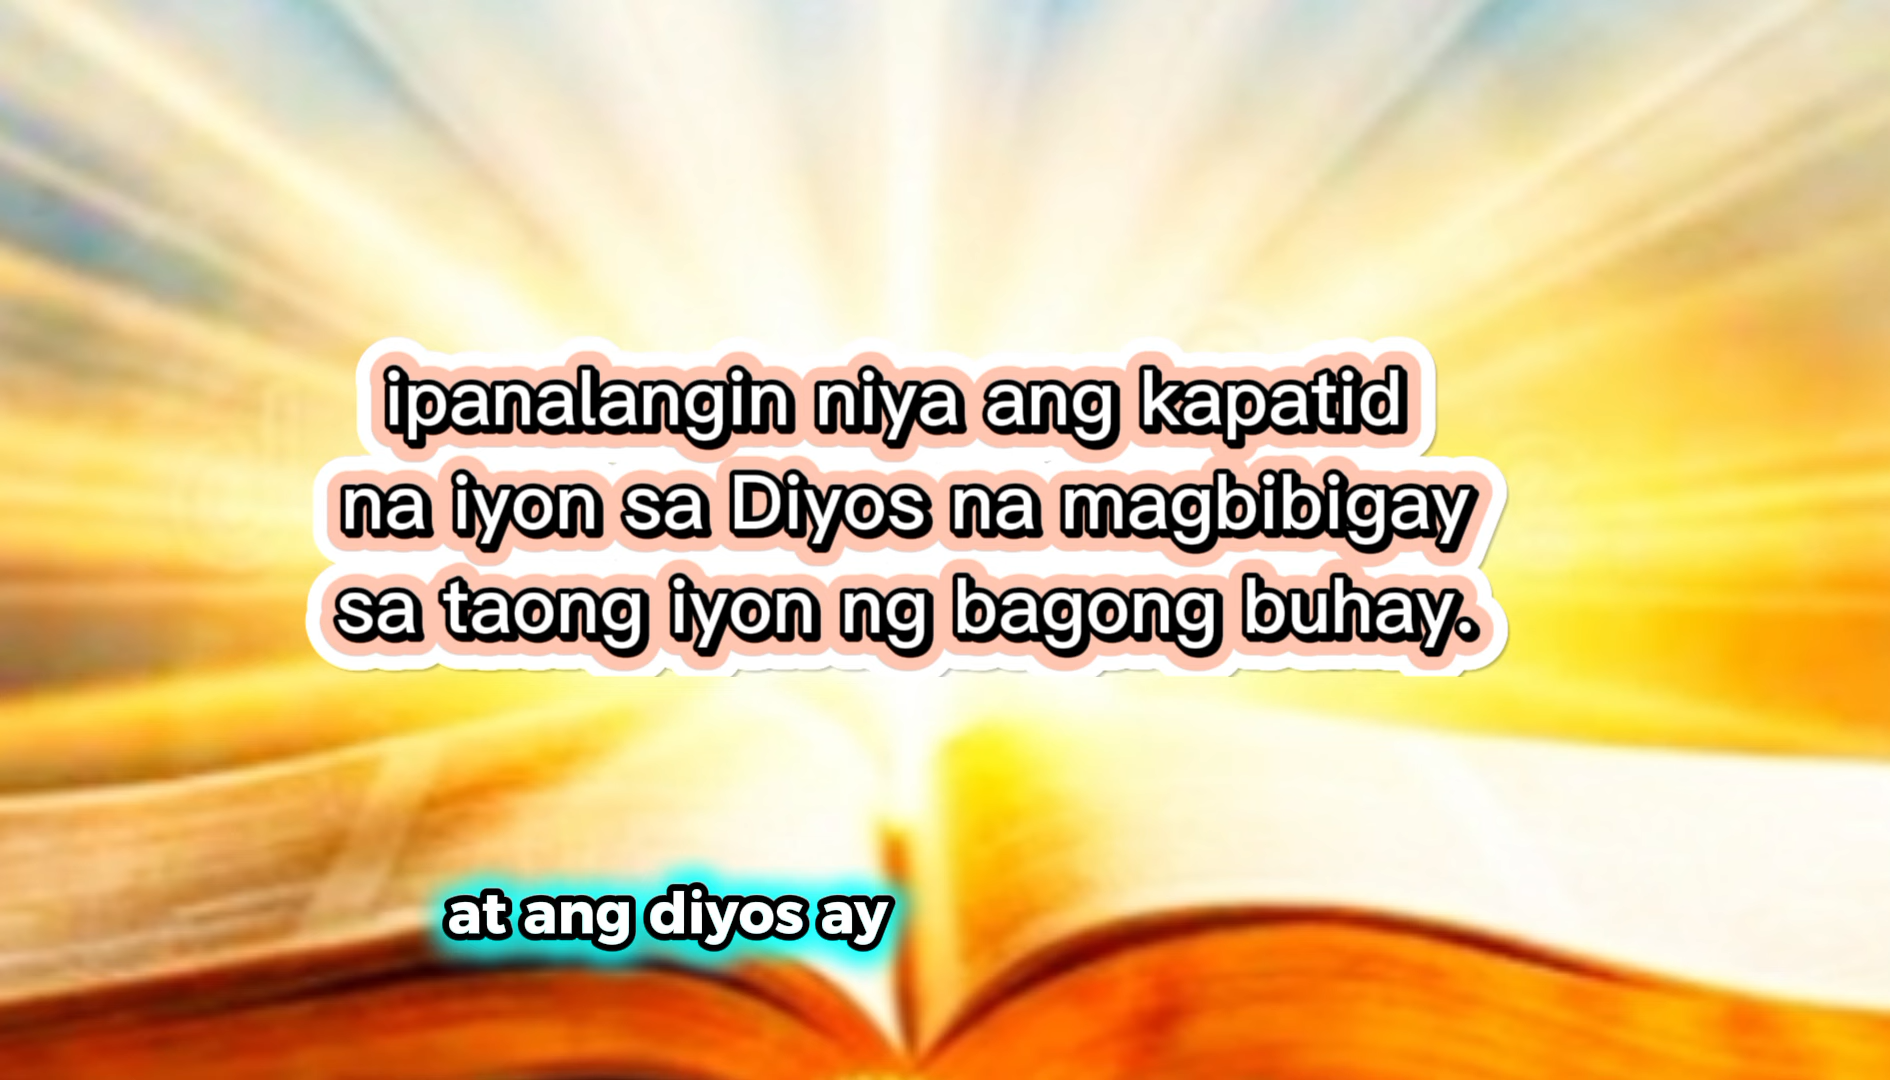 ipanalangin niya ang kapatid
na iyon sa Diyos na magbibigay
sa taong iyon ng bagong buhay.
at ang diyos ay